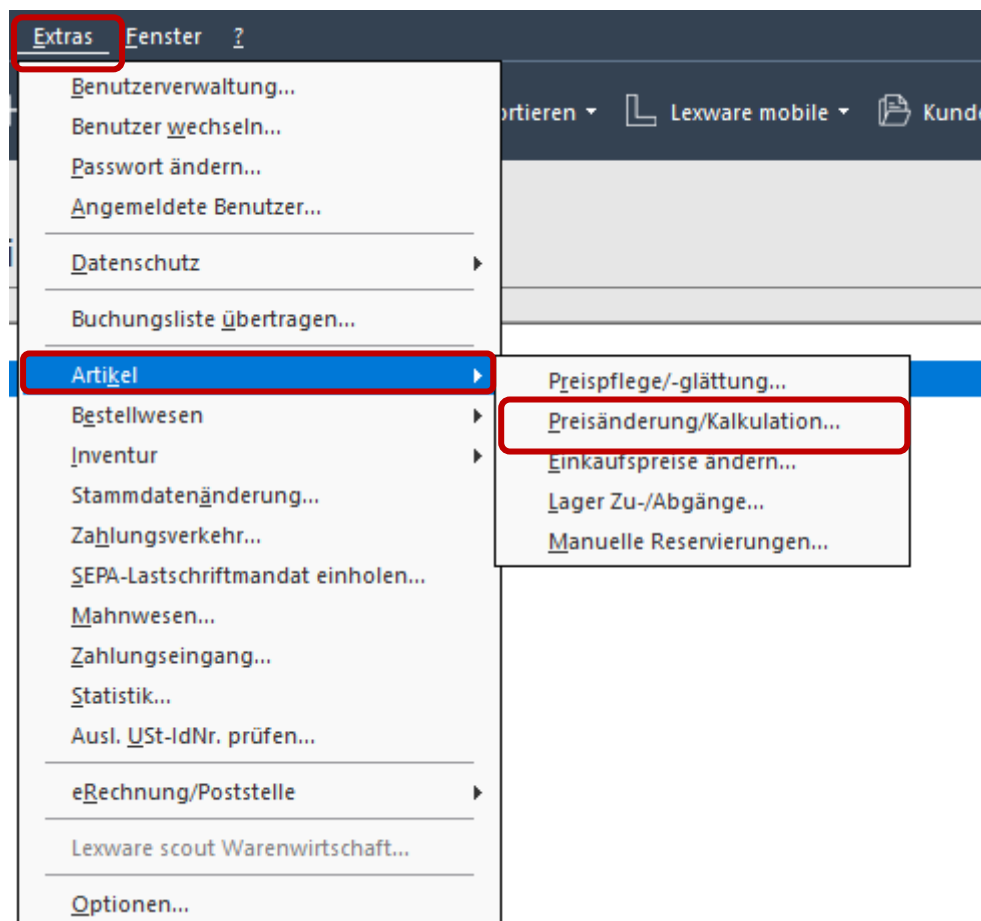 Extras Fenster ?
Benutzerverwaltung...
Benutzer wechseln...
Passwort ändern...
Angemeldete Benutzer...
Lexware mobile
Datenschutz
Buchungsliste übertragen...
Artikel
Bestellwesen
Inventur
Stammdatenänderung...
Zahlungsverkehr...
SEPA-Lastschriftmandat einholen...
Mahnwesen...
Zahlungseingang...
Statistik...
Ausl. USt-IdNr. prüfen...
eRechnung/Poststelle
Lexware scout Warenwirtschaft...
Optionen...
Preispflege/-glättung...
Preisänderung/Kalkulation...
Einkaufspreise ändern...
Lager Zu-/Abgänge...
Manuelle Reservierungen...